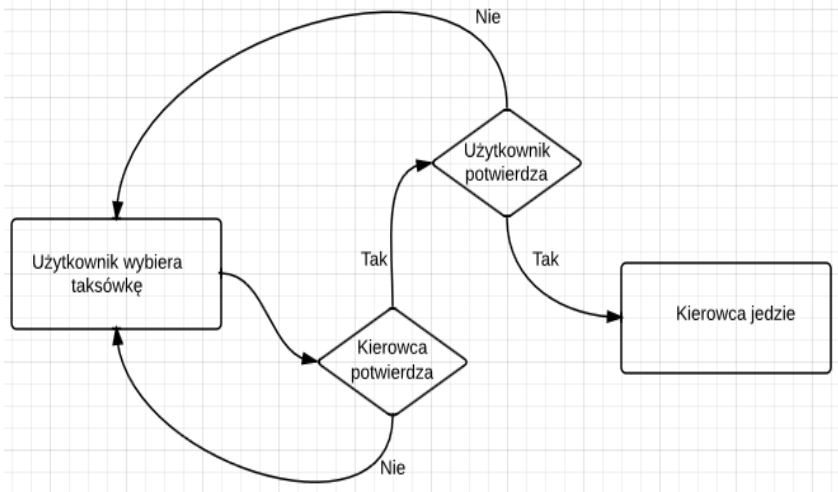 Nie
Użytkownik
potwierdza
Użytkownik wybiera
taksówkę
Tak
Tak
Kierowca jedzie
Kierowca
potwierdza
Nie